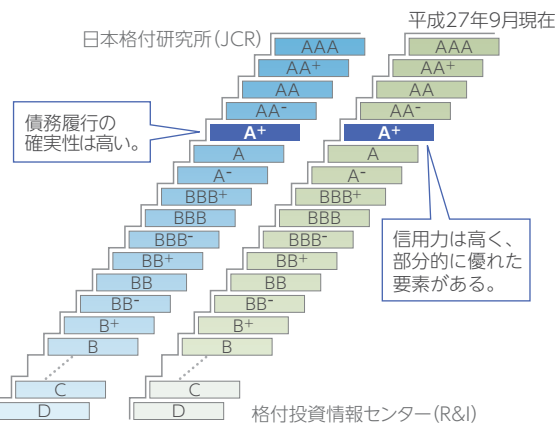 平成27年9月現在
日本格付研究所(JCR)
AAA
AA+
AA
AA-
A+
A
A-
BBB+
BBB
BBB-
BB+
BB
BB-
B+
B
C
D
債務履行の
確実性は高い。
AAA
AA+
AA
AA-
A+
A
A-
BBB+
BBB
BBB-
BB+
BB
BB-
B+
B
C
D
信用力は高く、
部分的に優れた
要素がある。
格付投資情報センター(R&I)